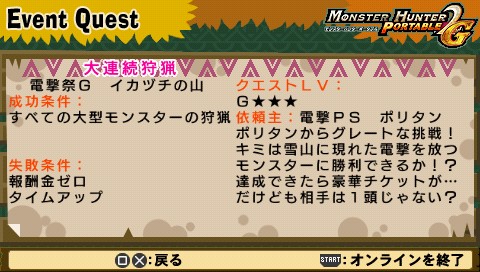 Event Quest
MONSTER HUNTER
PORTABLE 2nd G
大連続狩猟
電撃祭G イカヅチの山
成功条件：
すべての大型モンスターの狩猟
失敗条件：
報酬金ゼロ
タイムアップ
クエストLV：
G★★★
依頼主：電撃PS ポリタン
ポリタンからグレートな挑戦！
キミは雪山に現れた電撃を放つ
モンスターに勝利できるか！？
達成できたら豪華チケットが…
だけども相手は１頭じゃない？
□×：戻る
START：オンラインを終了